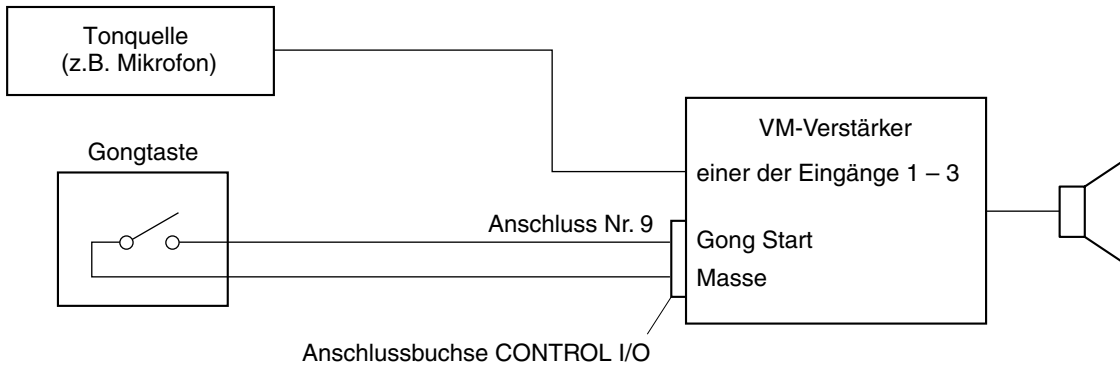 Tonquelle
(z.B. Mikrofon)
VM-Verstärker
Gongtaste
einer der Eingänge 1 – 3
Anschluss Nr. 9
Gong Start
Masse
Anschlussbuchse CONTROL I/O